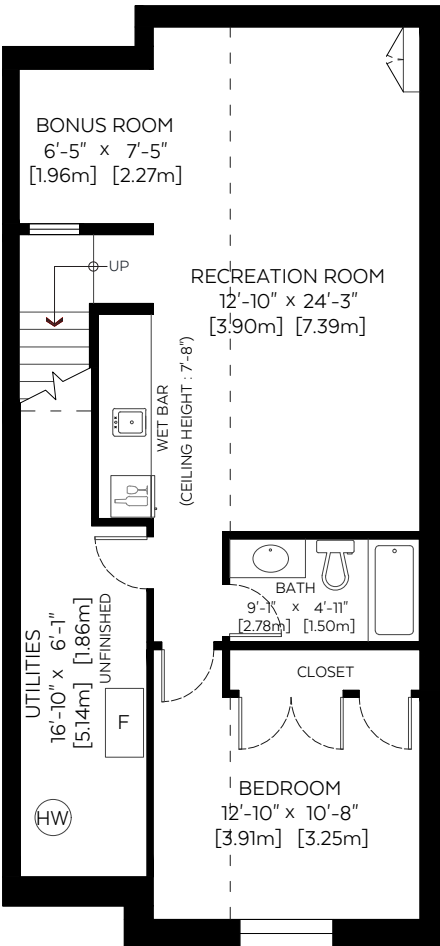 BONUS ROOM
6'-5" x 7'-5"
[1.96m] [2.27m]
UP
RECREATION ROOM
12'-10" x 24'-3"
[3.90m] [7.39m]
WET BAR
(CEILING HEIGHT : 7'-8")
BATH
9'-1" x 4'-11"
[2.78m] [1.50m]
UTILITIES
16'-10" x 6'-1"
[5.14m] [1.86m]
UNFINISHED
CLOSET
F
BEDROOM
12'-10" x 10'-8"
[3.91m] [3.25m]
HW